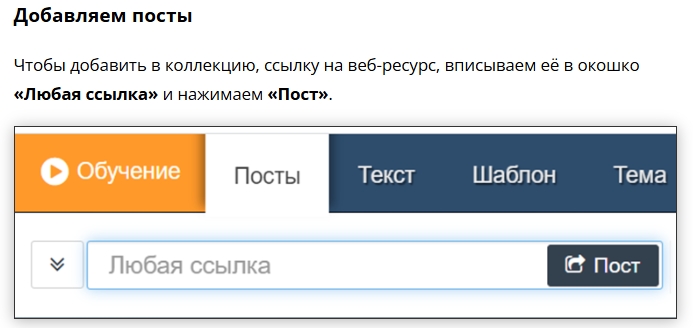 Добавляем посты
Чтобы добавить в коллекцию, ссылку на веб-ресурс, вписываем её в окошко
«Любая ссылка» и нажимаем «Пост».
Обучение Посты Текст Шаблон Тема
Любая ссылка Пост